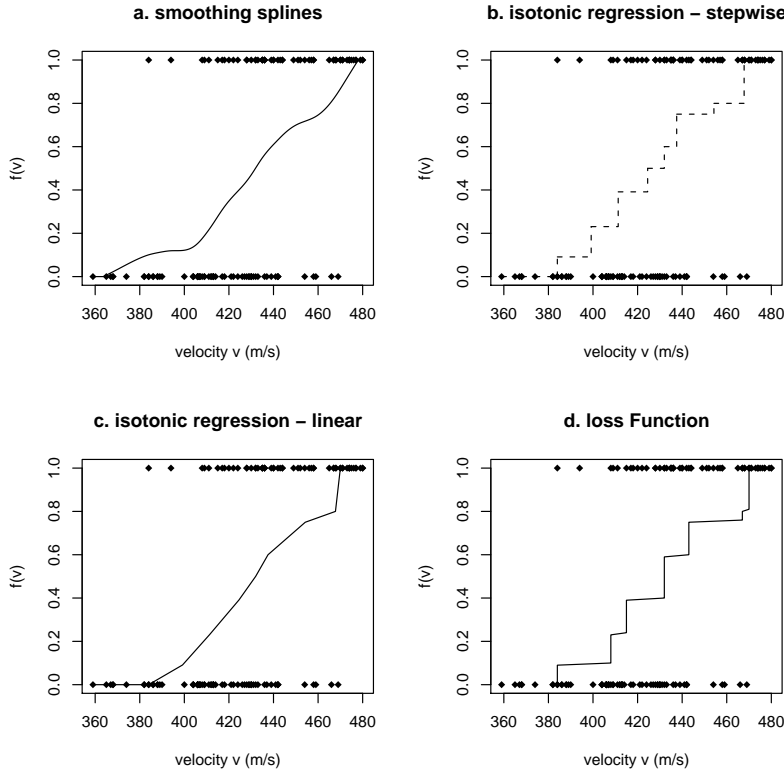 a. smoothing splines
f(v)
0.0 0.2 0.4 0.6 0.8 1.0
360 400 420 440 460 480
velocity v (m/s)
b. isotonic regression – stepwise
f(v)
0.0 0.2 0.4 0.6 0.8 1.0
360 400 420 440 460 480
velocity v (m/s)
c. isotonic regression – linear
f(v)
0.0 0.2 0.4 0.6 0.8 1.0
360 400 420 440 460 480
velocity v (m/s)
d. loss Function
f(v)
0.0 0.2 0.4 0.6 0.8 1.0
360 400 420 440 460 480
velocity v (m/s)